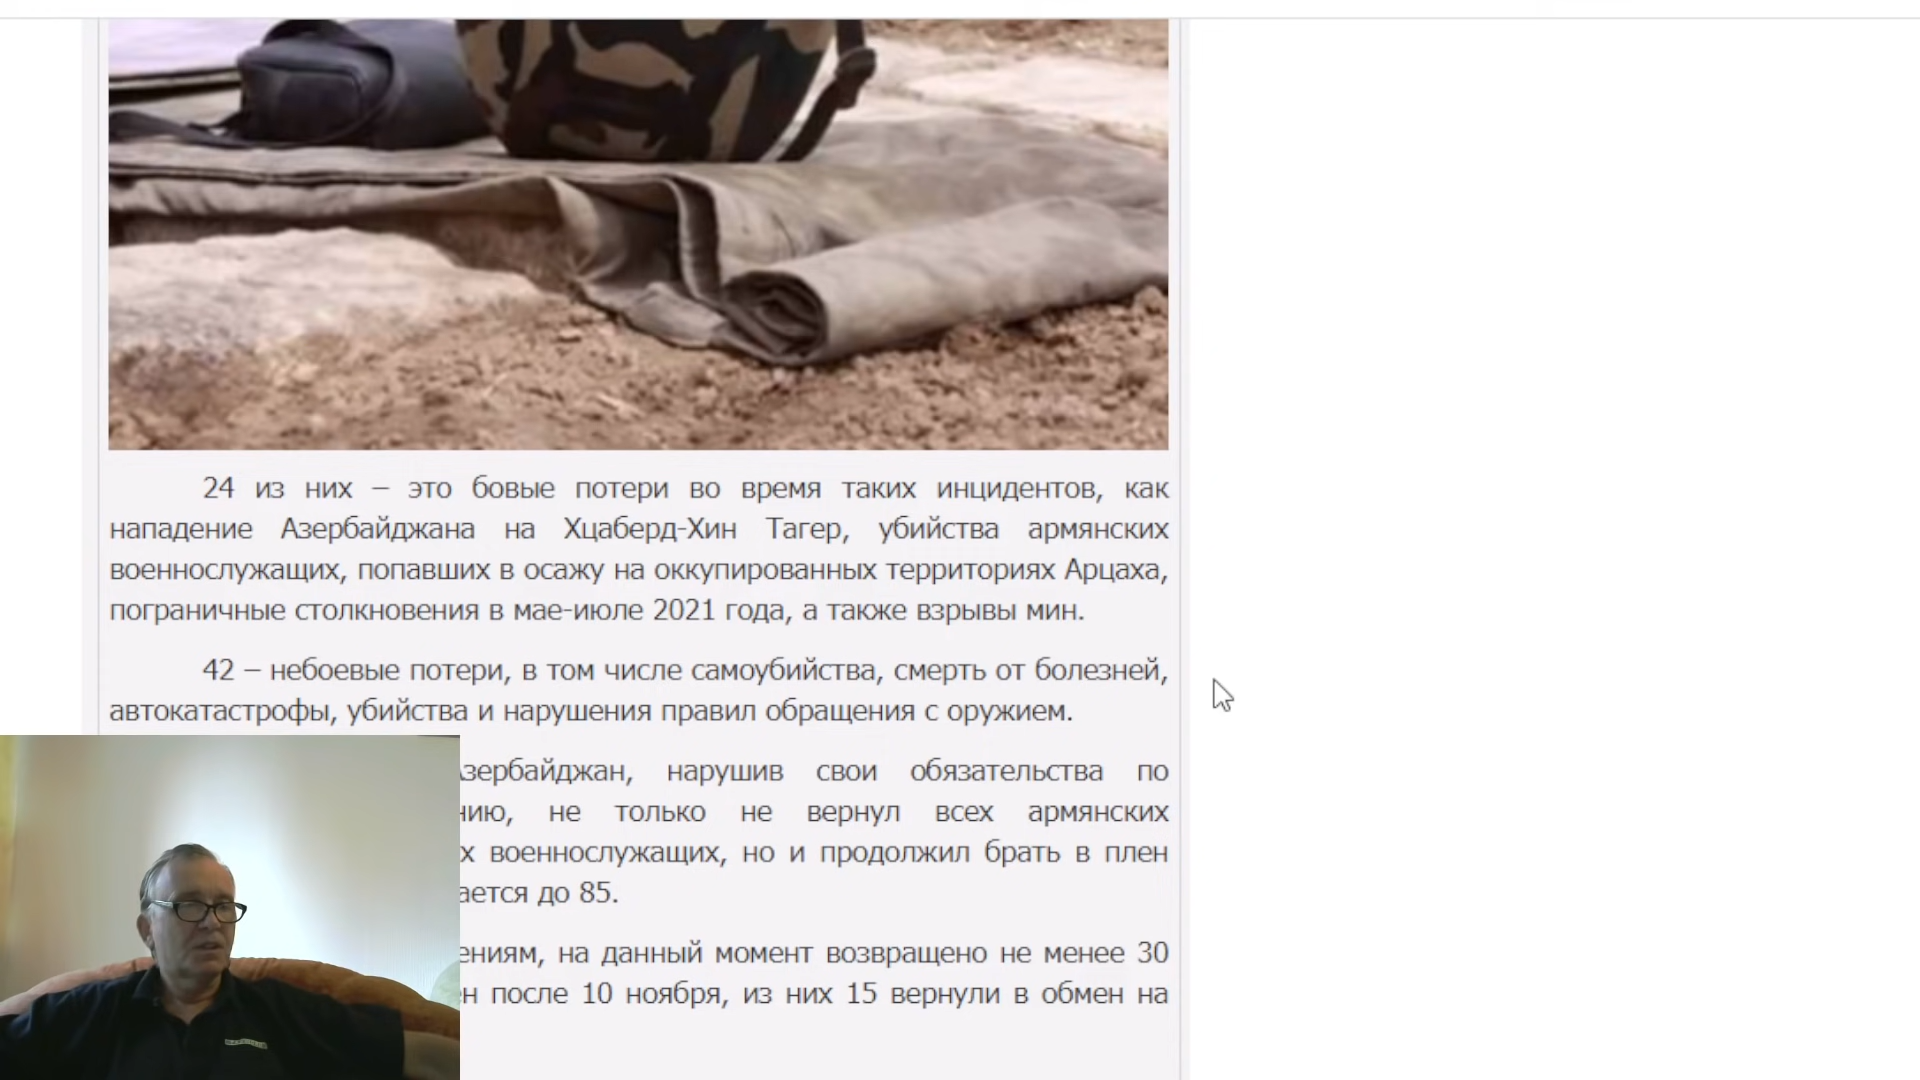 24 из них – это бовые потери во время таких инцидентов, как
нападение Азербайджана на Хцаберд-Хин Тагер, убийства армянских
военнослужащих, попавших в осажу на оккупированных территориях Арцаха,
пограничные столкновения в мае-июле 2021 года, а также взрывы мин.
42 – небоевые потери, в том числе самоубийства, смерть от болезней,
автокатастрофы, убийства и нарушения правил обращения с оружием.
зербайджан, нарушив свои обязательства по
нию, не только не вернул всех армянских
х военнослужащих, но и продолжил брать в плен
ается до 85.
ениям, на данный момент возвращено не менее 30
н после 10 ноября, из них 15 вернули в обмен на